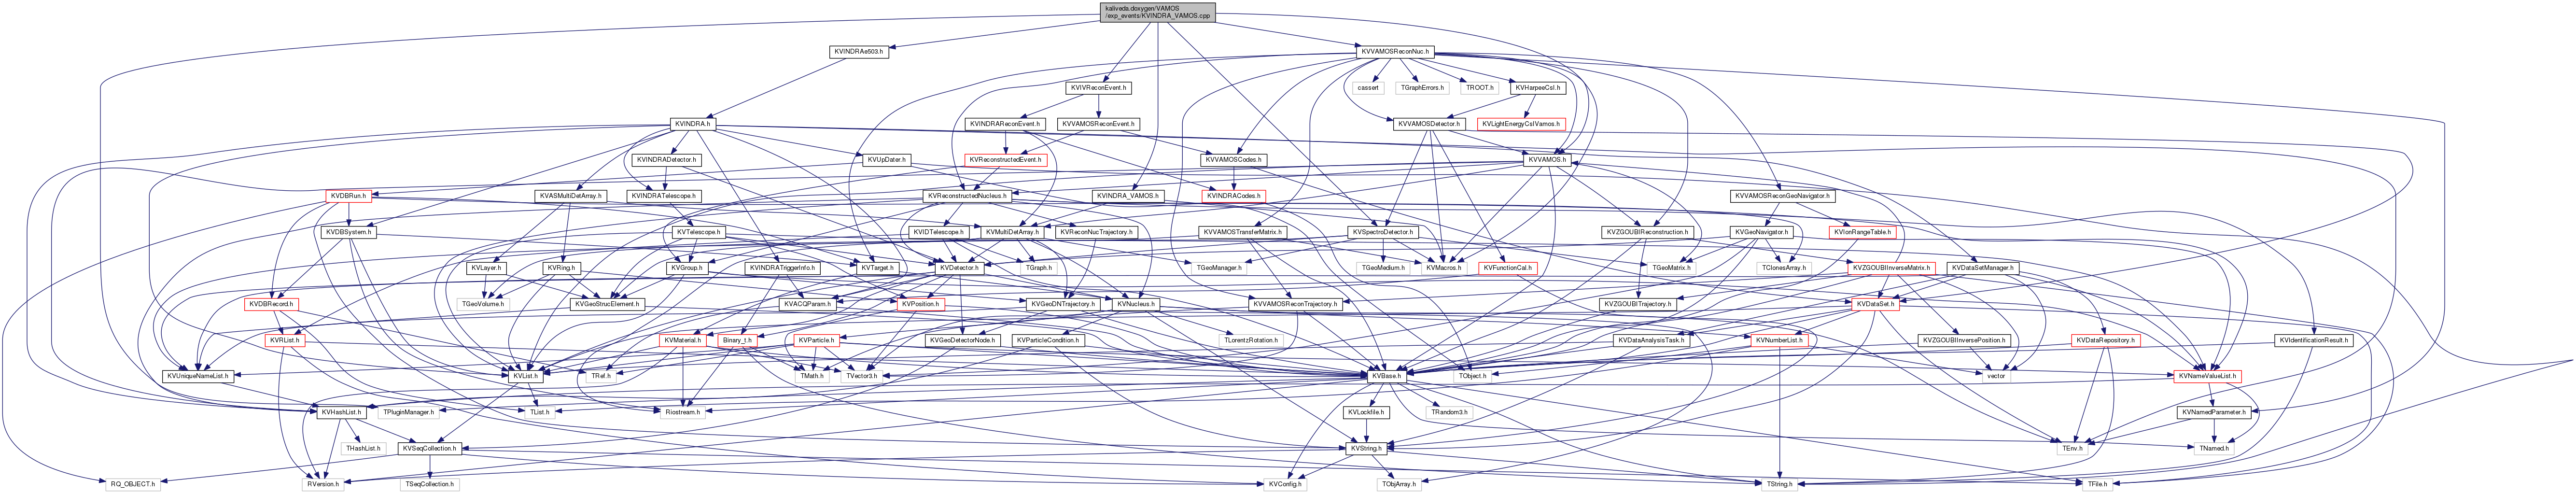 kaliveda.doxygen/VAMOS
/exp_events/KVINDRA_VAMOS.cpp
KVINDRAe503.h
KVVAMOSReconNuc.h
KVIVReconEvent.h
cassert
TGraphErrors.h
TROOT.h
KVHarpeeCsI.h
KVINDRA.h
KVINDRAReconEvent.h
KVVAMOSReconEvent.h
KVVAMOSDetector.h
KVLightEnergyCsIVamos.h
KVINDRADetector.h
KVUpDater.h
KVReconstructedEvent.h
KVVAMOSCodes.h
KVVAMOS.h
KVDBRun.h
KVASMultiDetArray.h
KVINDRATelescope.h
KVReconstructedNucleus.h
KVINDRA_VAMOS.h
KVINDRACodes.h
KVVAMOSReconGeoNavigator.h
KVDBSystem.h
KVTelescope.h
KVIDTelescope.h
KVMultiDetArray.h
KVReconNucTrajectory.h
KVVAMOSTransferMatrix.h
KVSpectroDetector.h
KVZGOUBIReconstruction.h
KVGeoNavigator.h
KVIonRangeTable.h
KVLayer.h
KVRing.h
KVGroup.h
KVINDRATriggerInfo.h
KVTarget.h
KVDetector.h
TGraph.h
TGeoManager.h
TGeoMedium.h
KVMacros.h
KVFunctionCal.h
TGeoMatrix.h
TClonesArray.h
KVZGOUBIInverseMatrix.h
KVDataSetManager.h
KVDBRecord.h
TGeoVolume.h
KVGeoStrucElement.h
KVACQParam.h
KVPosition.h
KVGeoDNTrajectory.h
KVNucleus.h
KVVAMOSReconTrajectory.h
KVZGOUBITrajectory.h
KVDataSet.h
KVRList.h
KVMaterial.h
Binary_t.h
KVParticle.h
KVGeoDetectorNode.h
KVParticleCondition.h
TLorentzRotation.h
KVDataAnalysisTask.h
KVNumberList.h
KVZGOUBIInversePosition.h
KVDataRepository.h
KVIdentificationResult.h
KVUniqueNameList.h
KVList.h
TRef.h
TMath.h
TVector3.h
KVBase.h
TObject.h
vector
KVNameValueList.h
KVHashList.h
TPluginManager.h
TList.h
Riostream.h
KVLockfile.h
TRandom3.h
KVNamedParameter.h
THashList.h
KVSeqCollection.h
KVString.h
TEnv.h
TNamed.h
RQ_OBJECT.h
RVersion.h
TSeqCollection.h
KVConfig.h
TObjArray.h
TString.h
TFile.h